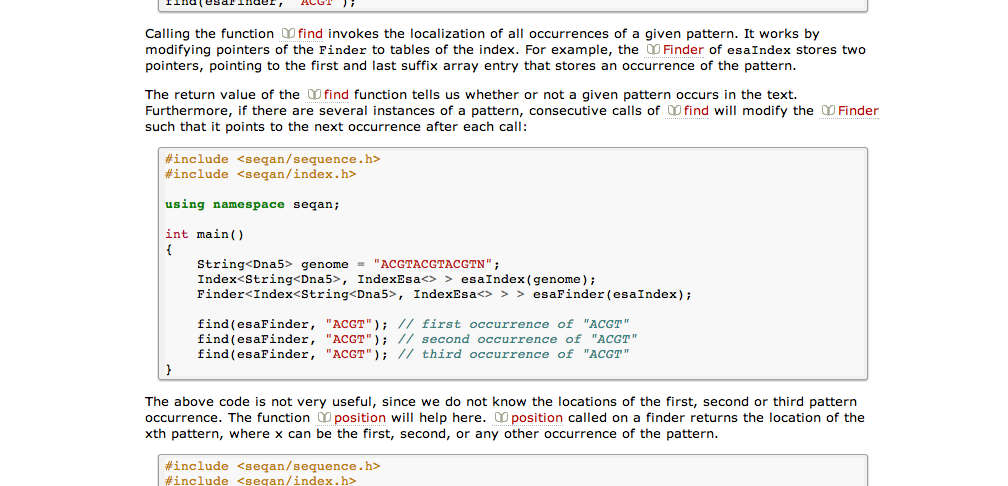 find(esaFinder, "ACGT");
Calling the function find invokes the localization of all occurrences of a given pattern. It works by
modifying pointers of the Finder to tables of the index. For example, the Finder of esaIndex stores two
pointers, pointing to the first and last suffix array entry that stores an occurrence of the pattern.
The return value of the find function tells us whether or not a given pattern occurs in the text.
Furthermore, if there are several instances of a pattern, consecutive calls of find will modify the Finder
such that it points to the next occurrence after each call:
#include <seqan/sequence.h>
#include <seqan/index.h>
using namespace seqan;
int main()
{
String<Dna5> genome = "ACGTACGTACGTN";
Index<String<Dna5>, IndexEsa<> > esaIndex(genome);
Finder<Index<String<Dna5>, IndexEsa<> > > esaFinder(esaIndex);
find(esaFinder, "ACGT"); // first occurrence of "ACGT"
find(esaFinder, "ACGT"); // second occurrence of "ACGT"
find(esaFinder, "ACGT"); // third occurrence of "ACGT"
}
The above code is not very useful, since we do not know the locations of the first, second or third pattern
occurrence. The function position will help here. position called on a finder returns the location of the
xth pattern, where x can be the first, second, or any other occurrence of the pattern.
#include <seqan/sequence.h>
#include <seqan/index.h>